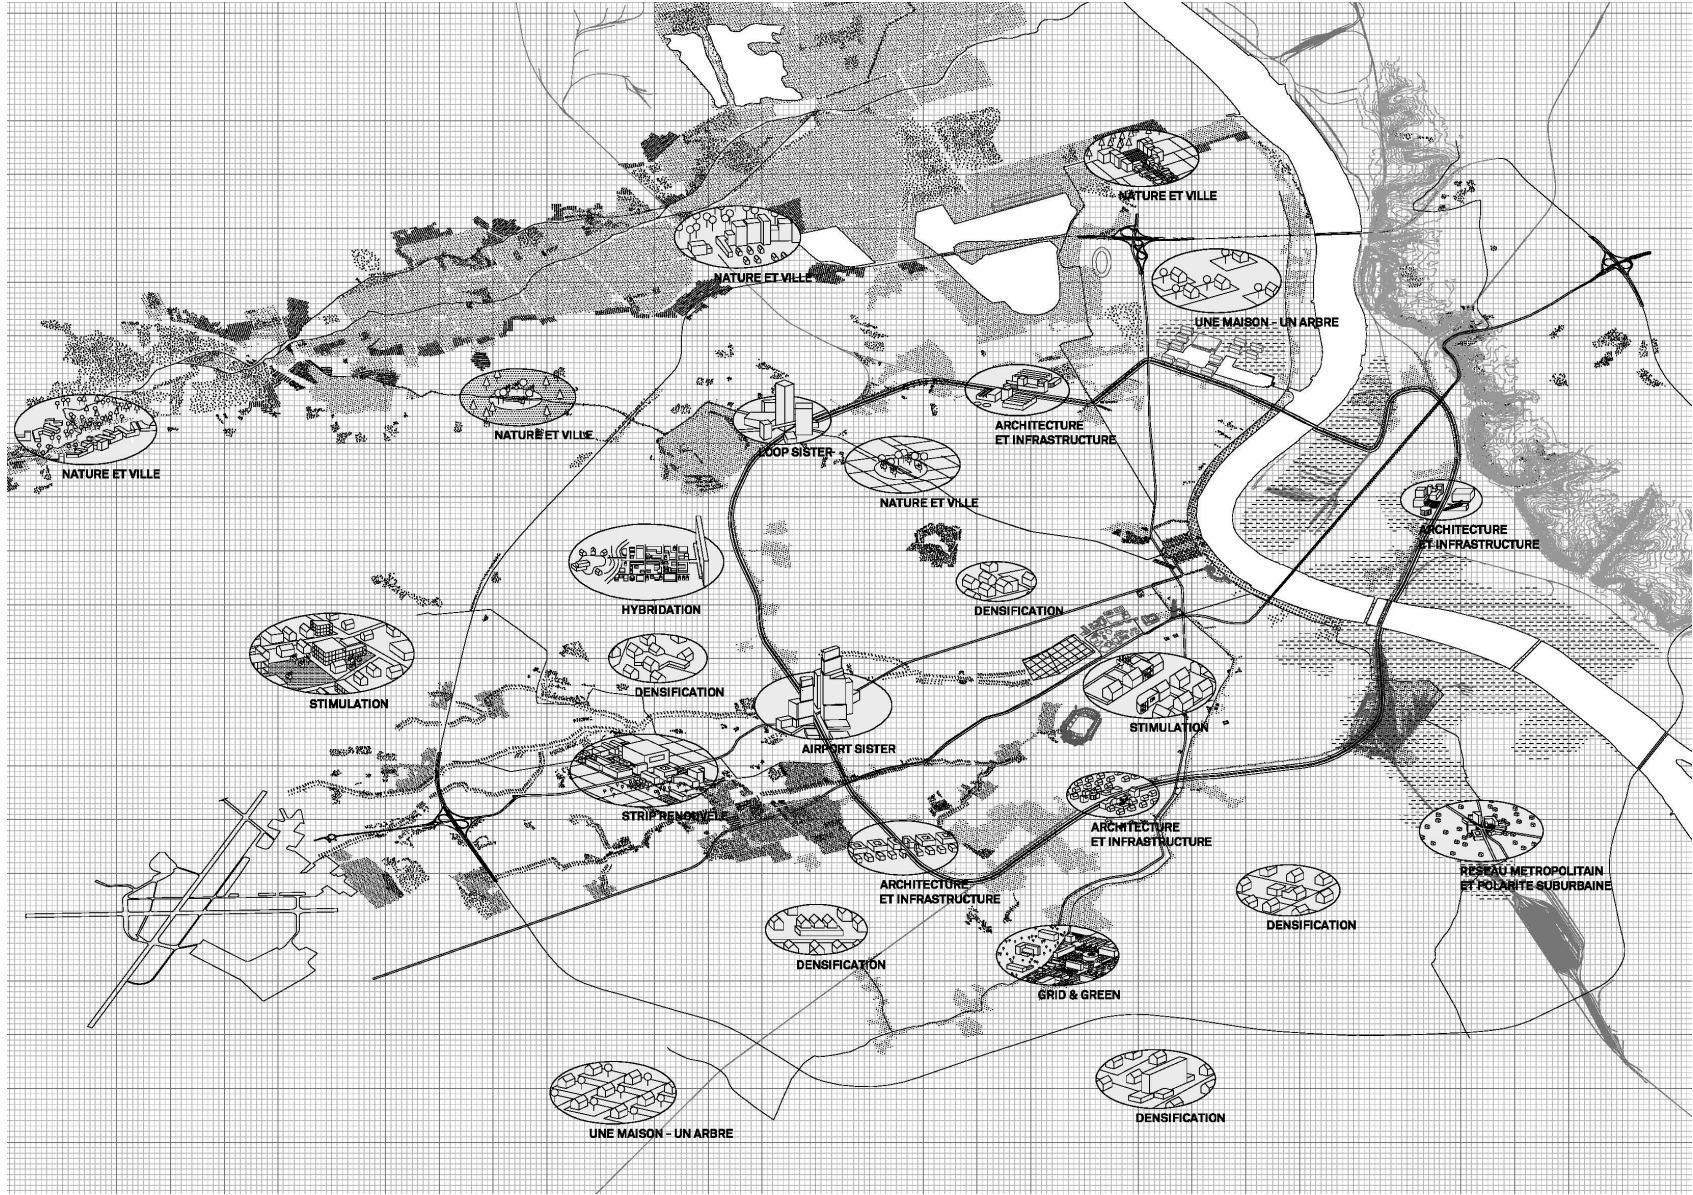 NATURE ET VILLE
NATURE ET VILLE
UNE MAISON - UN ARBRE
NATURE ET VILLE
ARCHITECTURE
ET INFRASTRUCTURE
LOOP SISTER
NATURE ET VILLE
NATURE ET VILLE
ARCHITECTURE
ET INFRASTRUCTURE
HYBRIDATION
DENSIFICATION
DENSIFICATION
STIMULATION
STIMULATION
AIRPORT SISTER
STRIP RENOUVELÉ
ARCHITECTURE
ET INFRASTRUCTURE
RESEAU METROPOLITAIN
ET POLARITE SUBURBAINE
ARCHITECTURE
ET INFRASTRUCTURE
DENSIFICATION
DENSIFICATION
GRID & GREEN
DENSIFICATION
UNE MAISON - UN ARBRE